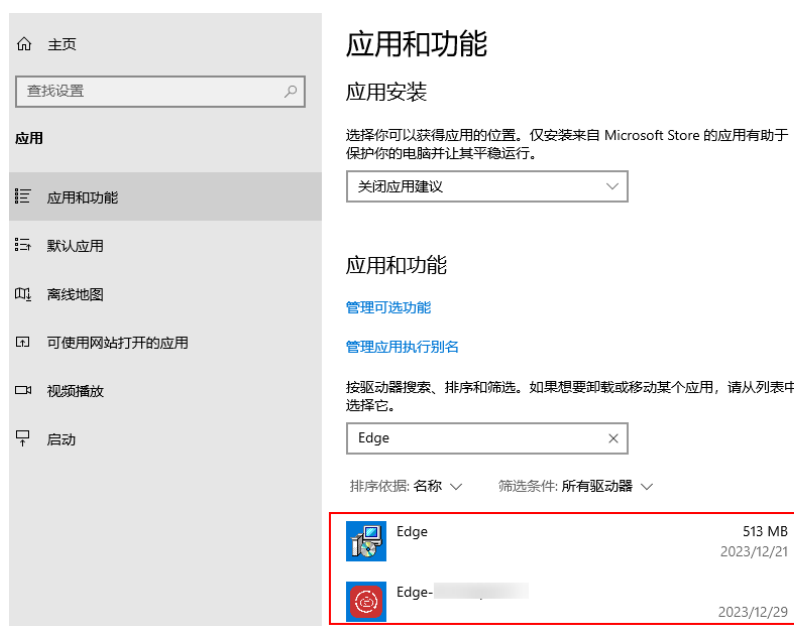 主页
查找设置
应用
应用和功能
默认应用
离线地图
可使用网站打开的应用
视频播放
启动
应用和功能
应用安装
选择你可以获得应用的位置。仅安装来自 Microsoft Store 的应用有助于
保护你的电脑并让其平稳运行。
关闭应用建议
应用和功能
管理可选功能
管理应用执行别名
按驱动器搜索、排序和筛选。如果想要卸载或移动某个应用，请从列表中
选择它。
Edge
排序依据: 名称 筛选条件: 所有驱动器
Edge 513 MB
2023/12/21
Edge-
2023/12/29